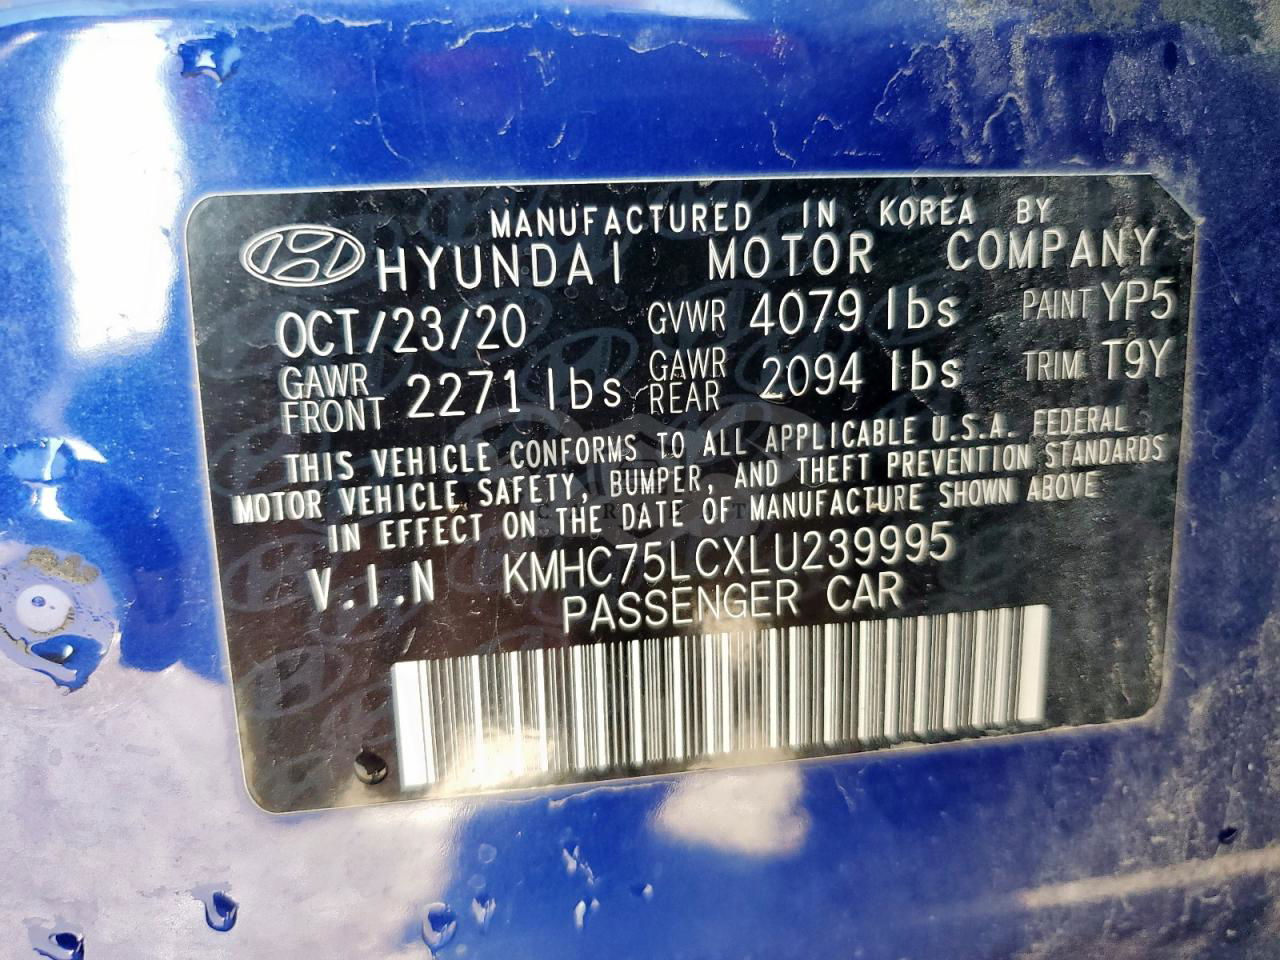 MANUFACTURED IN KOREA BY
HYUNDAI MOTOR COMPANY
OCT/23/20 GVWR 4079 lbs PAINT YP5
GAWR FRONT 2271 lbs GAWR REAR 2094 lbs TRIM T9Y
THIS VEHICLE CONFORMS TO ALL APPLICABLE U.S.A. FEDERAL
MOTOR VEHICLE SAFETY, BUMPER, AND THEFT PREVENTION STANDARDS
IN EFFECT ON THE DATE OF MANUFACTURE SHOWN ABOVE
V.I.N KMHC75LCXLU239995
PASSENGER CAR